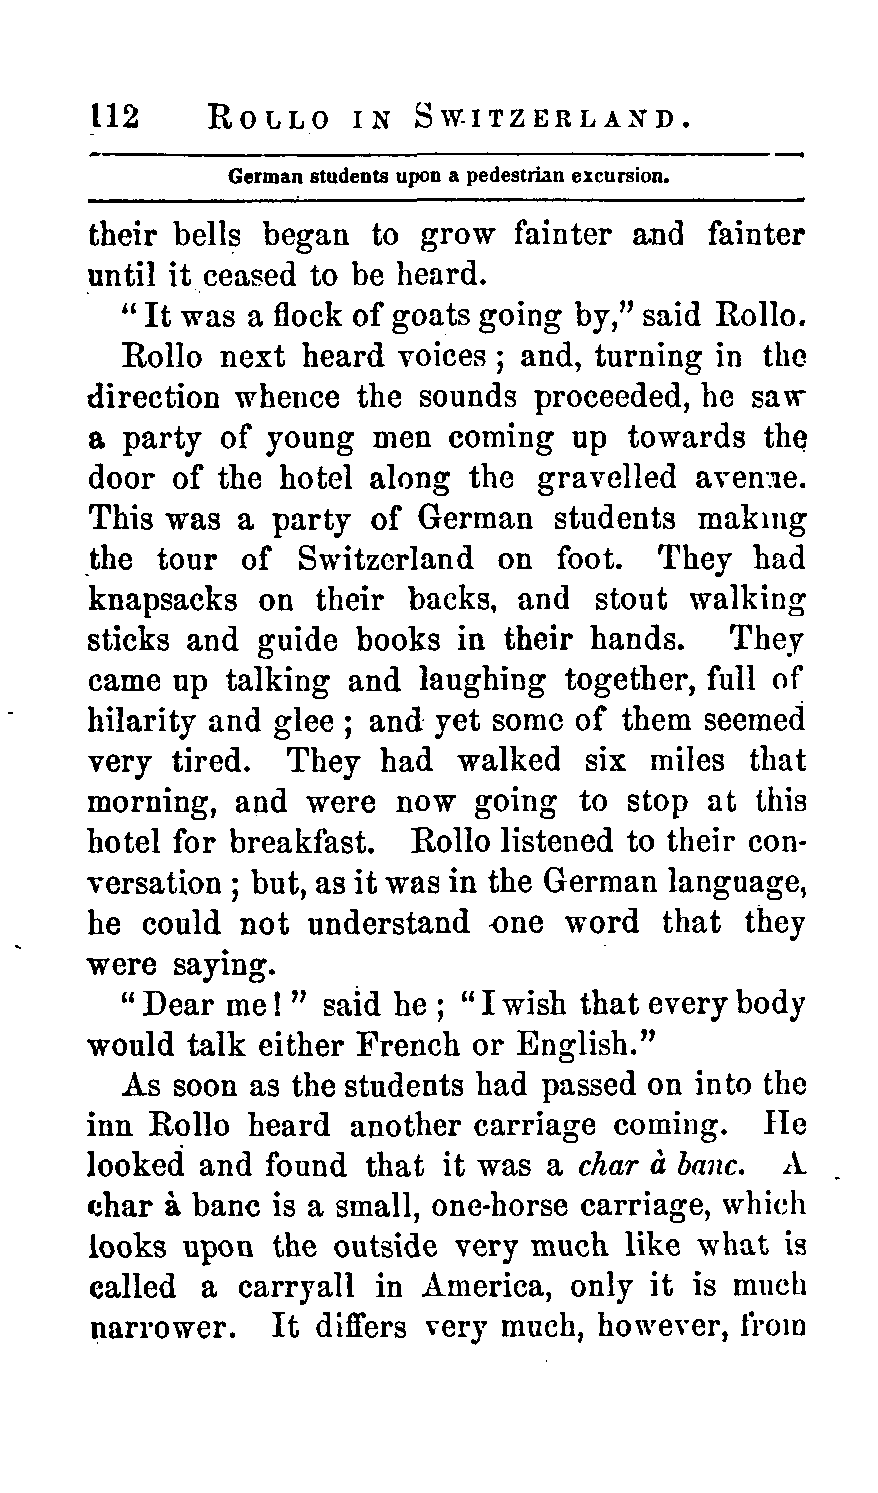 112 ROLLO IN SWITZERLAND.
German students upon a pedestrian excursion.
their bells began to grow fainter and fainter
until it ceased to be heard.
“It was a flock of goats going by,” said Rollo.
Rollo next heard voices ; and, turning in the
direction whence the sounds proceeded, he saw
a party of young men coming up towards the
door of the hotel along the gravelled avenue.
This was a party of German students making
the tour of Switzerland on foot. They had
knapsacks on their backs, and stout walking
sticks and guide books in their hands. They
came up talking and laughing together, full of
hilarity and glee ; and yet some of them seemed
very tired. They had walked six miles that
morning, and were now going to stop at this
hotel for breakfast. Rollo listened to their con-
versation ; but, as it was in the German language,
he could not understand one word that they
were saying.
“Dear me!” said he ; “I wish that every body
would talk either French or English.”
As soon as the students had passed on into the
inn Rollo heard another carriage coming. He
looked and found that it was a char à banc. A
char à banc is a small, one-horse carriage, which
looks upon the outside very much like what is
called a carryall in America, only it is much
narrower. It differs very much, however, from